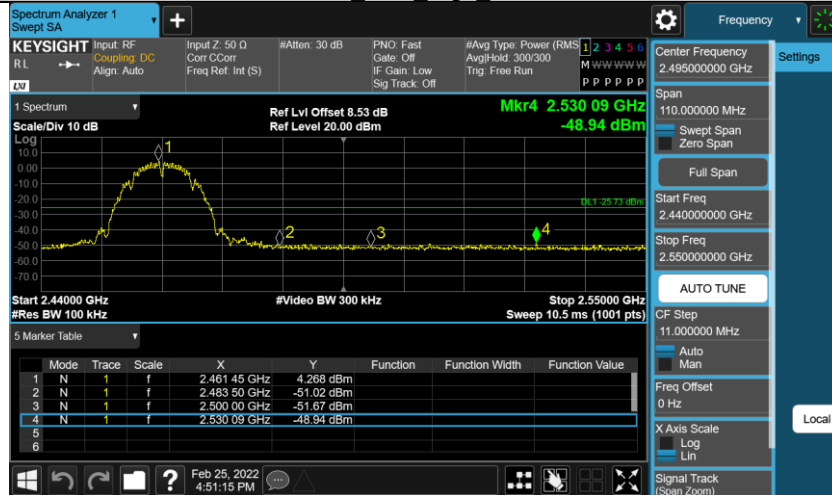 Spectrum Analyzer 1
Swept SA
+
Frequency
KEYSIGHT
RL
LXI
Input: RF
Coupling: DC
Align: Auto
Input Z: 50 Ω
Corr CCorr
Freq Ref: Int (S)
#Atten: 30 dB
PNO: Fast
Gate: Off
IF Gain: Low
Sig Track: Off
#Avg Type: Power (RMS
Avg|Hold: 300/300
Trig: Free Run
1 2 3 4 5 6
M W W W W W
P P P P P P
Center Frequency
2.495000000 GHz
Settings
1 Spectrum
Scale/Div 10 dB
Ref Lvl Offset 8.53 dB
Ref Level 20.00 dBm
Mkr4 2.530 09 GHz
-48.94 dBm
Span
110.000000 MHz
Swept Span
Zero Span
Full Span
Log
10.0
0.00
-10.0
-20.0
-30.0
-40.0
-50.0
-60.0
-70.0
1
2
3
4
DL1 -25.73 dBm
Start Freq
2.440000000 GHz
Stop Freq
2.550000000 GHz
AUTO TUNE
Start 2.44000 GHz
#Res BW 100 kHz
#Video BW 300 kHz
Stop 2.55000 GHz
Sweep 10.5 ms (1001 pts)
CF Step
11.000000 MHz
Auto
Man
5 Marker Table
Mode Trace Scale X Y Function Function Width Function Value
1 N 1 f 2.461 45 GHz 4.268 dBm
2 N 1 f 2.483 50 GHz -51.02 dBm
3 N 1 f 2.500 00 GHz -51.67 dBm
4 N 1 f 2.530 09 GHz -48.94 dBm
5
6
Freq Offset
0 Hz
Local
X Axis Scale
Log
Lin
Signal Track
(Span Zoom)
?
Feb 25, 2022
4:51:15 PM